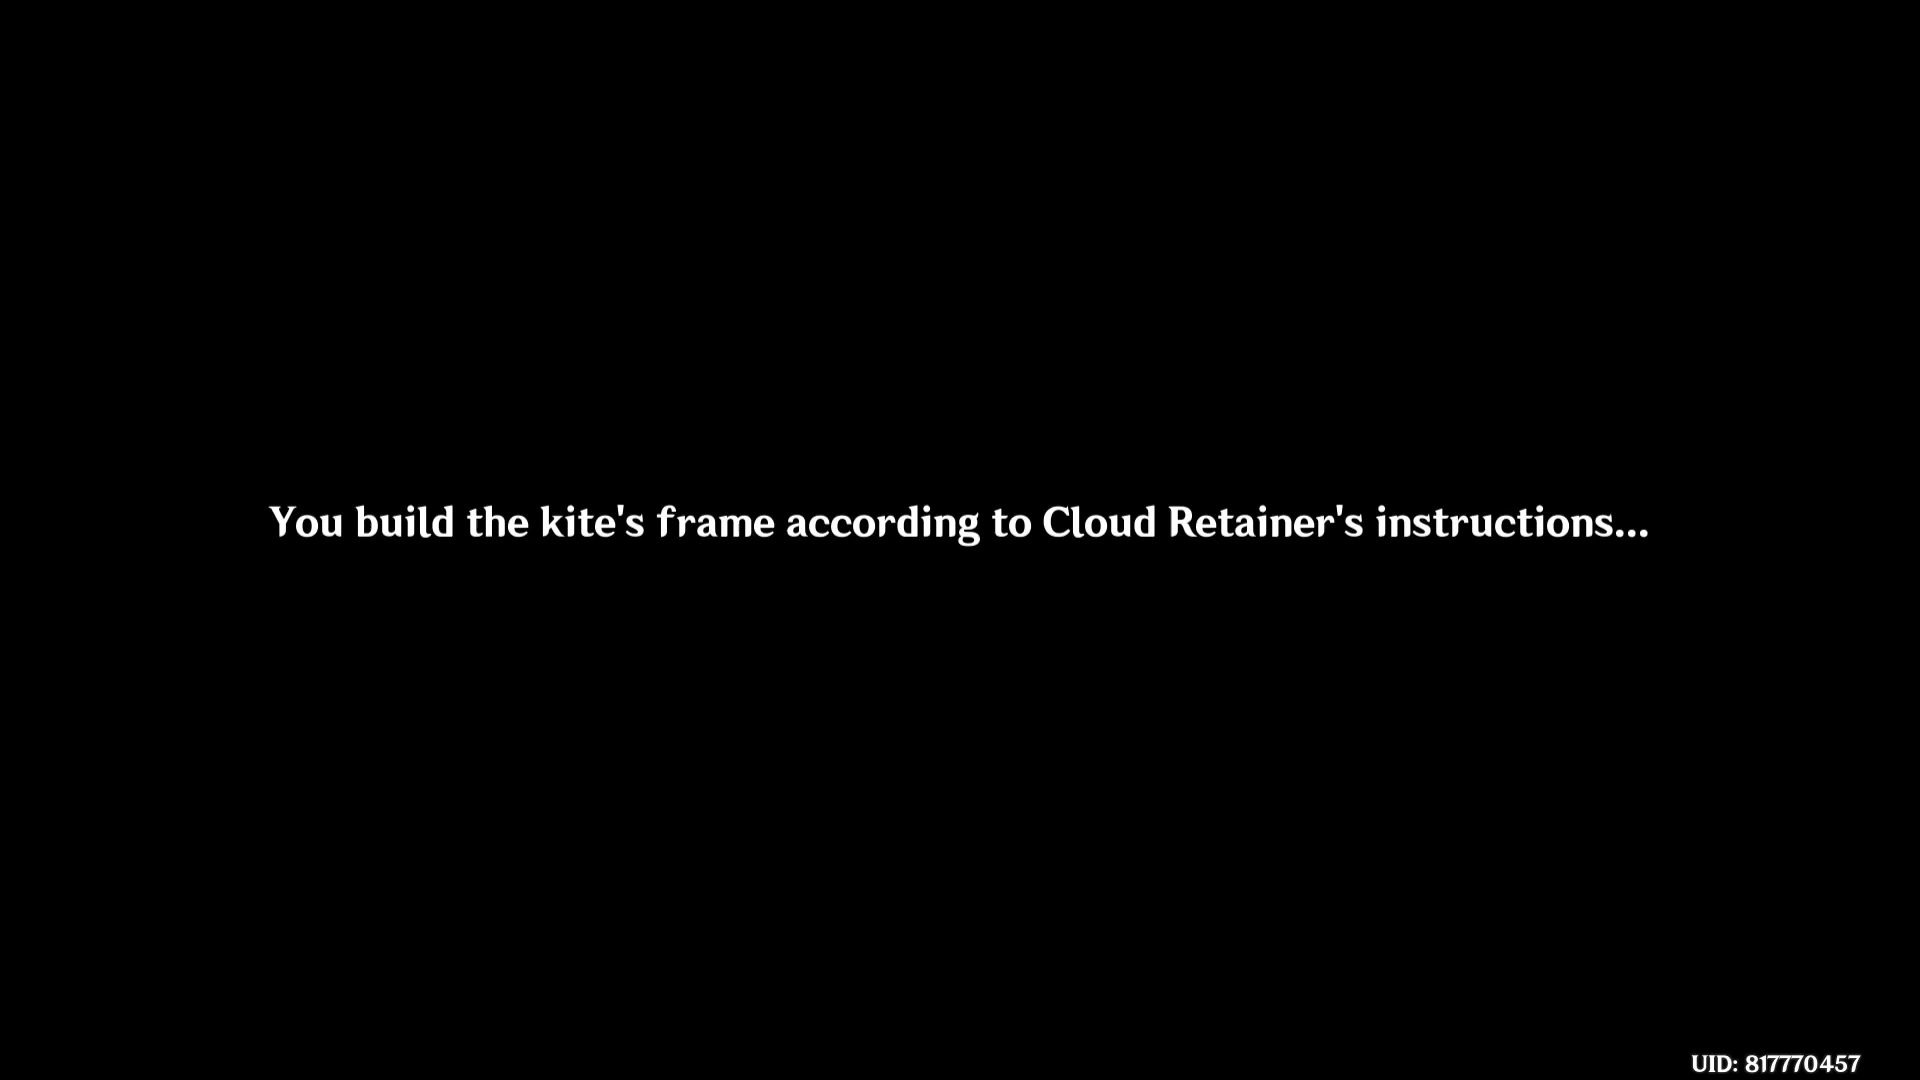 You build the kite's frame according to Cloud Retainer's instructions...
UID: 817770457